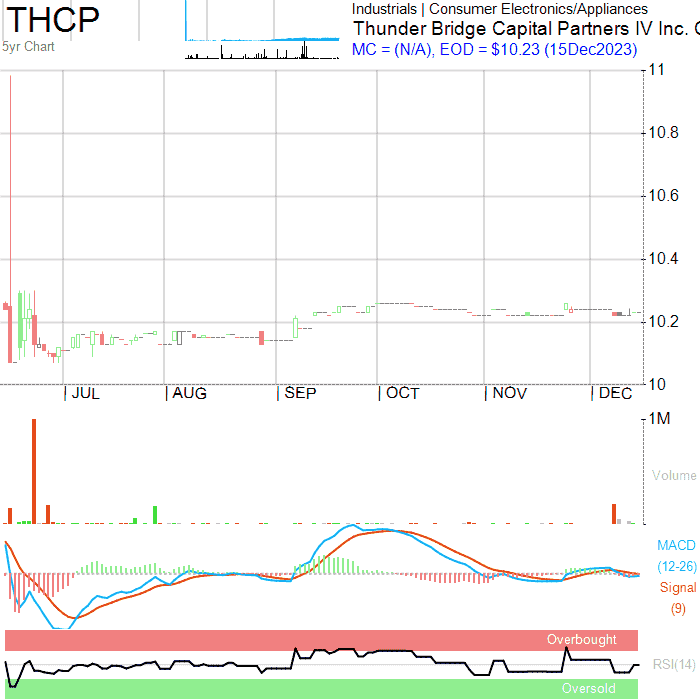 THCP
5yr Chart
Industrials | Consumer Electronics/Appliances
Thunder Bridge Capital Partners IV Inc. C
MC = (N/A), EOD = $10.23 (15Dec2023)
11
10.8
10.6
10.4
10.2
10
JUL AUG SEP OCT NOV DEC
1M
Volume
MACD
(12-26)
Signal
(9)
Overbought
RSI(14)
Oversold